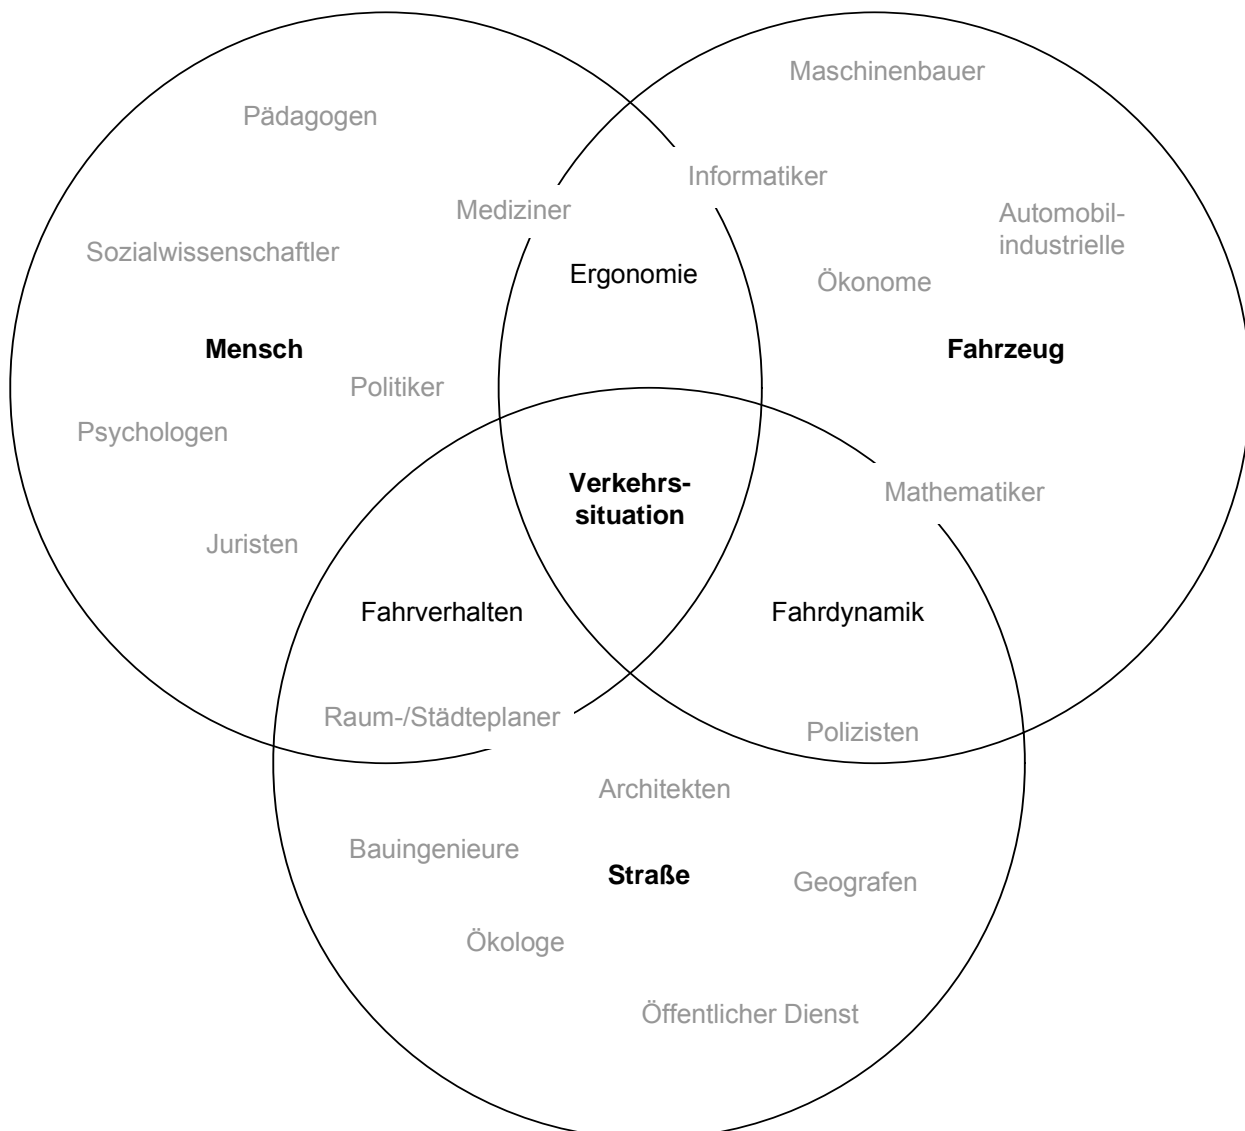 Maschinenbauer
Pädagogen
Informatiker
Mediziner
Automobil-
industrielle
Sozialwissenschaftler
Ergonomie
Ökonome
Mensch
Fahrzeug
Politiker
Psychologen
Verkehrs-
situation
Mathematiker
Juristen
Fahrverhalten
Fahrdynamik
Raum-/Städteplaner
Polizisten
Architekten
Bauingenieure
Straße
Geografen
Ökologe
Öffentlicher Dienst